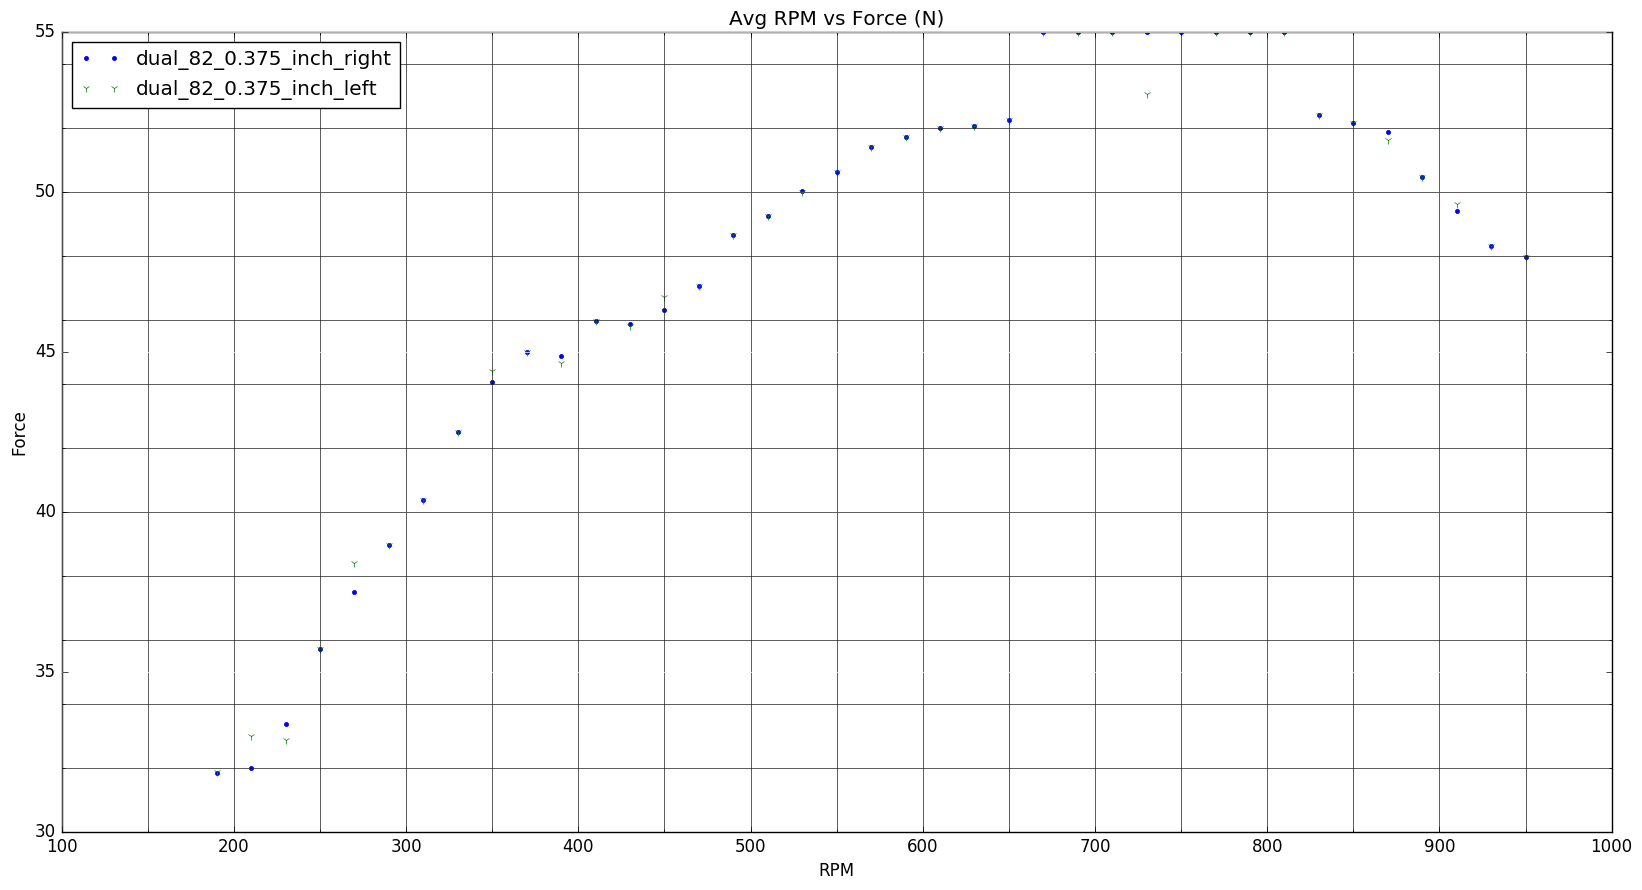 Avg RPM vs Force (N)
dual_82_0.375_inch_right
dual_82_0.375_inch_left
55
50
45
40
35
30
Force
100 200 300 400 500 600 700 800 900 1000
RPM